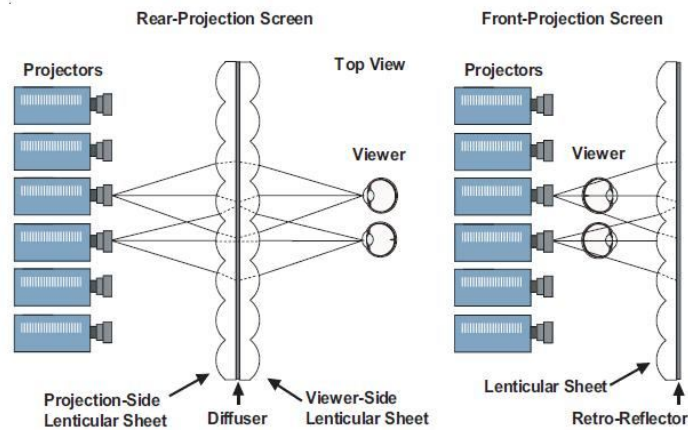 Rear-Projection Screen
Projectors
Top View
Viewer
Projection-Side
Lenticular Sheet
Diffuser
Viewer-Side
Lenticular Sheet
Front-Projection Screen
Projectors
Viewer
Lenticular Sheet
Retro-Reflector